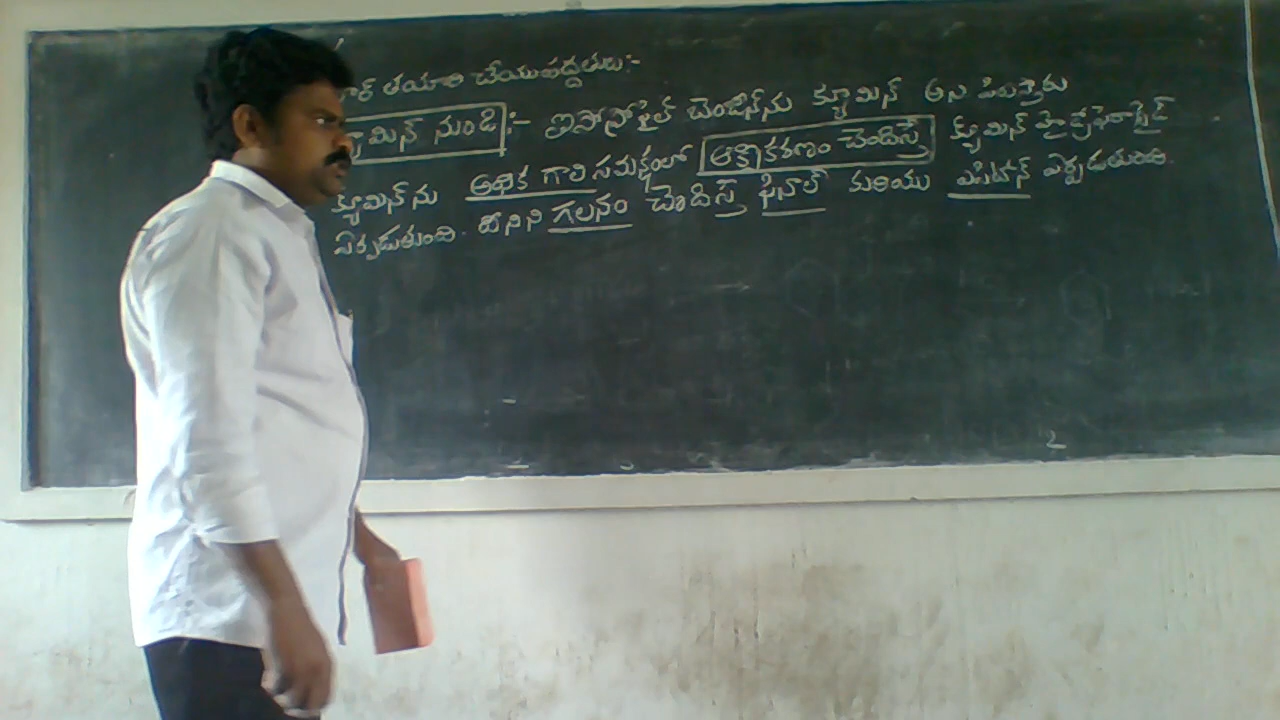 తయారి చేయుపద్దతులు:-
నుండి:- ఐసోప్రోపైల్ బెంజీన్‌ను క్యూమిన్ అని పిలుస్తారు
క్యూమిన్‌ను అధిక గాలి సమక్షంలో ఆక్సీకరణం చెందిస్తే క్యుమిన్ హైడ్రోపెరాక్సైడ్
ఏర్పడుతుంది. దీనిని గలనం చెందిస్తే ఫినాల్ మరియు ఎసిటోన్ ఏర్పడుతుంది.